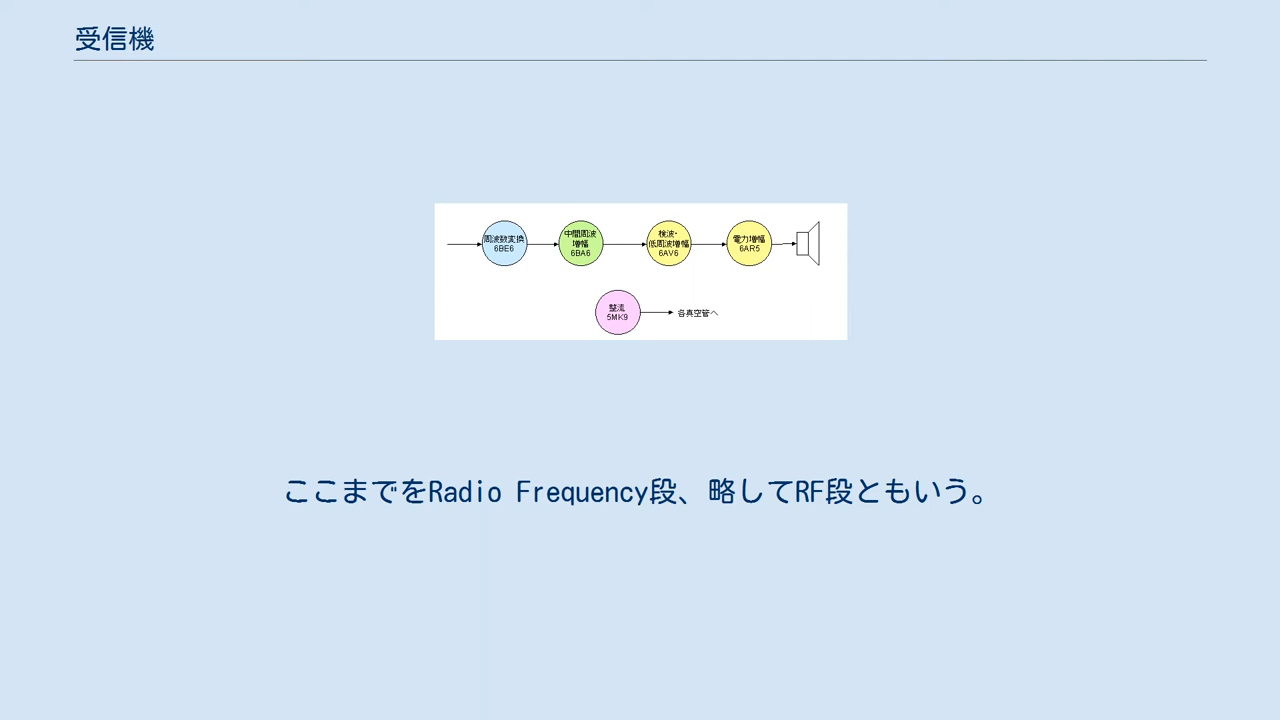 受信機
周波数変換
6BE6
中間周波
増幅
6BA6
検波・
低周波増幅
6AV6
電力増幅
6AR5
整流
5MK9
各真空管へ
ここまでをRadio Frequency段、略してRF段ともいう。